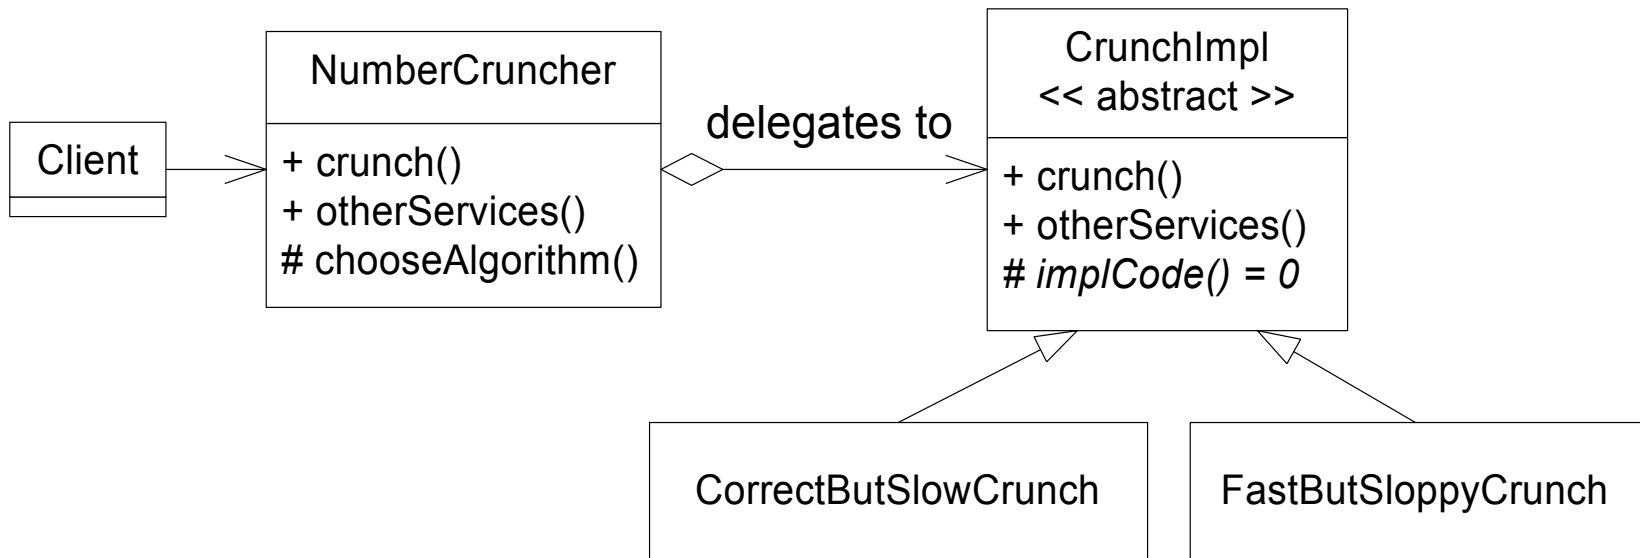 Client
NumberCruncher
+ crunch()
+ otherServices()
# chooseAlgorithm()
delegates to
CrunchImpl
<< abstract >>
+ crunch()
+ otherServices()
# implCode() = 0
CorrectButSlowCrunch
FastButSloppyCrunch